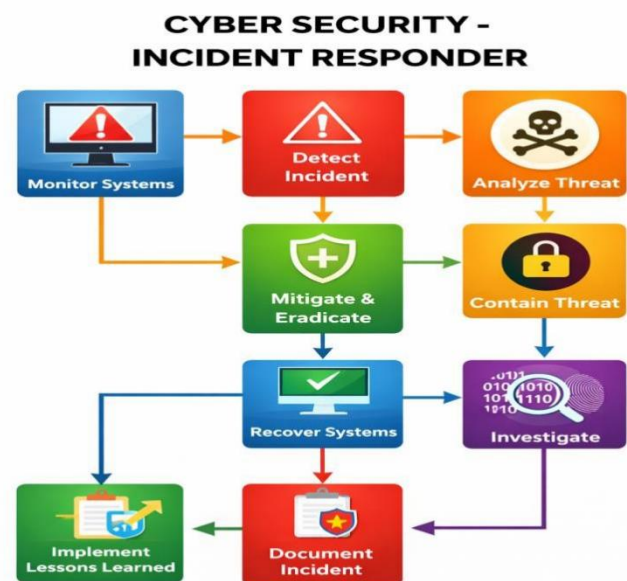 CYBER SECURITY -
INCIDENT RESPONDER
Monitor Systems
Detect
Incident
Analyze Threat
Mitigate &
Eradicate
Contain Threat
Recover Systems
Investigate
Implement
Lessons Learned
Document
Incident